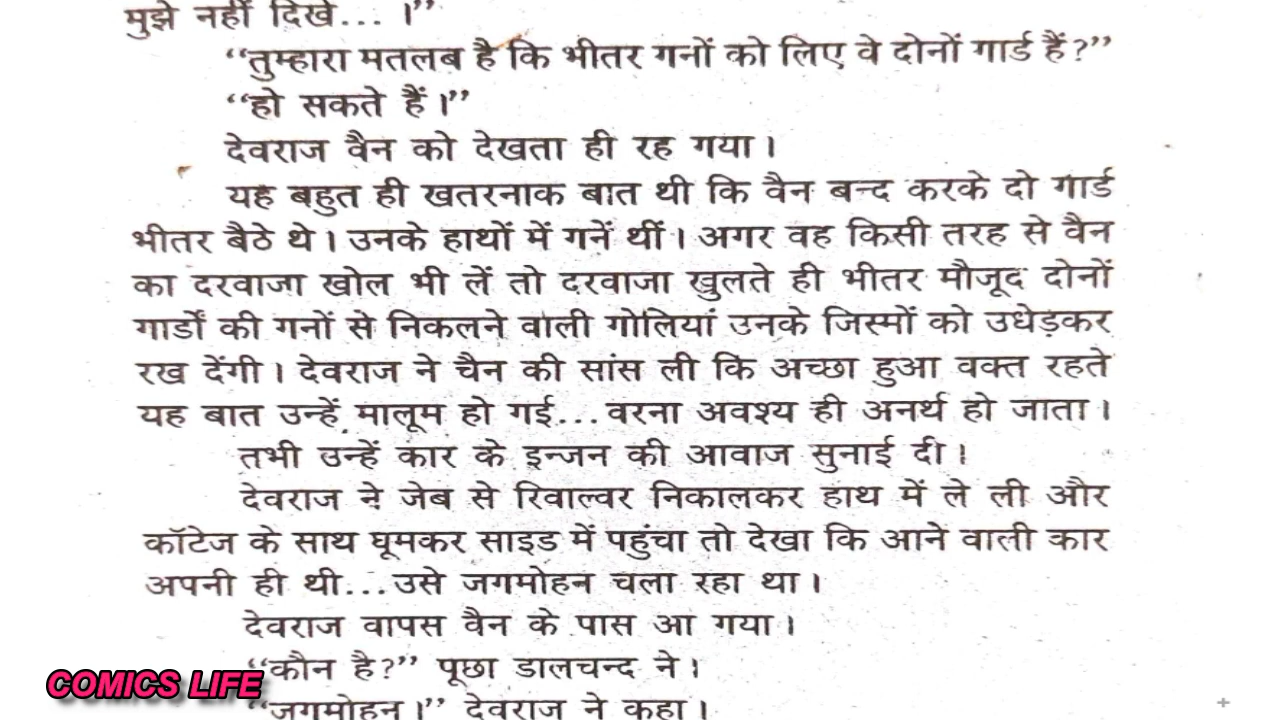 मुझे नहीं दिखे... ।”
“तुम्हारा मतलब है कि भीतर गनों को लिए वे दोनों गार्ड हैं?”
“हो सकते हैं।”
देवराज वैन को देखता ही रह गया।
यह बहुत ही खतरनाक बात थी कि वैन बन्द करके दो गार्ड
भीतर बैठे थे। उनके हाथों में गनें थीं। अगर वह किसी तरह से वैन
का दरवाजा खोल भी लें तो दरवाजा खुलते ही भीतर मौजूद दोनों
गार्डों की गनों से निकलने वाली गोलियां उनके जिस्मों को उधेड़कर
रख देंगी। देवराज ने चैन की सांस ली कि अच्छा हुआ वक्त रहते
यह बात उन्हें मालूम हो गई... वरना अवश्य ही अनर्थ हो जाता।
तभी उन्हें कार के इन्जन की आवाज सुनाई दी।
देवराज ने जेब से रिवाल्वर निकालकर हाथ में ले ली और
कॉटेज के साथ घूमकर साइड में पहुंचा तो देखा कि आने वाली कार
अपनी ही थी...उसे जगमोहन चला रहा था।
देवराज वापस वैन के पास आ गया।
“कौन है?” पूछा डालचन्द ने।
“जगमोहन।” देवराज ने कहा।
COMICS LIFE